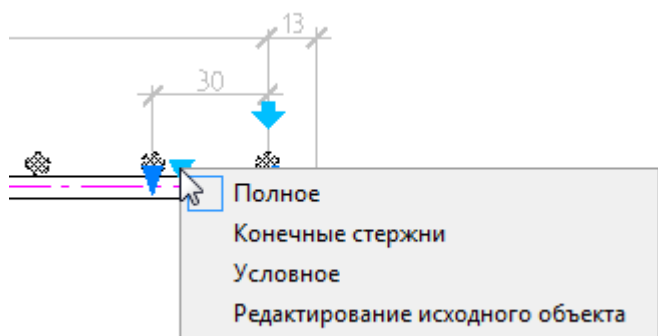 13
30
Полное
Конечные стержни
Условное
Редактирование исходного объекта